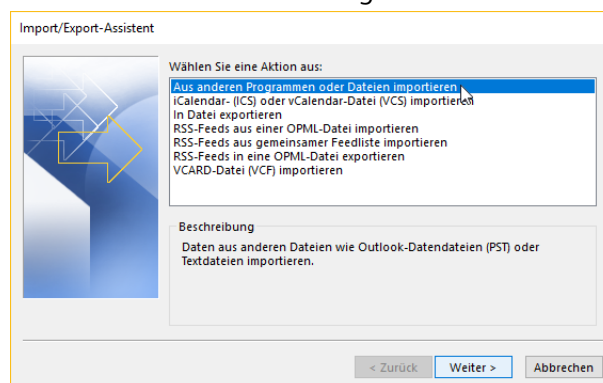 Import/Export-Assistent
Wählen Sie eine Aktion aus:
Aus anderen Programmen oder Dateien importieren
iCalendar- (ICS) oder vCalendar-Datei (VCS) importieren
In Datei exportieren
RSS-Feeds aus einer OPML-Datei importieren
RSS-Feeds aus gemeinsamer Feedliste importieren
RSS-Feeds in eine OPML-Datei exportieren
VCARD-Datei (VCF) importieren
Beschreibung
Daten aus anderen Dateien wie Outlook-Datendateien (PST) oder
Textdateien importieren.
< Zurück Weiter > Abbrechen